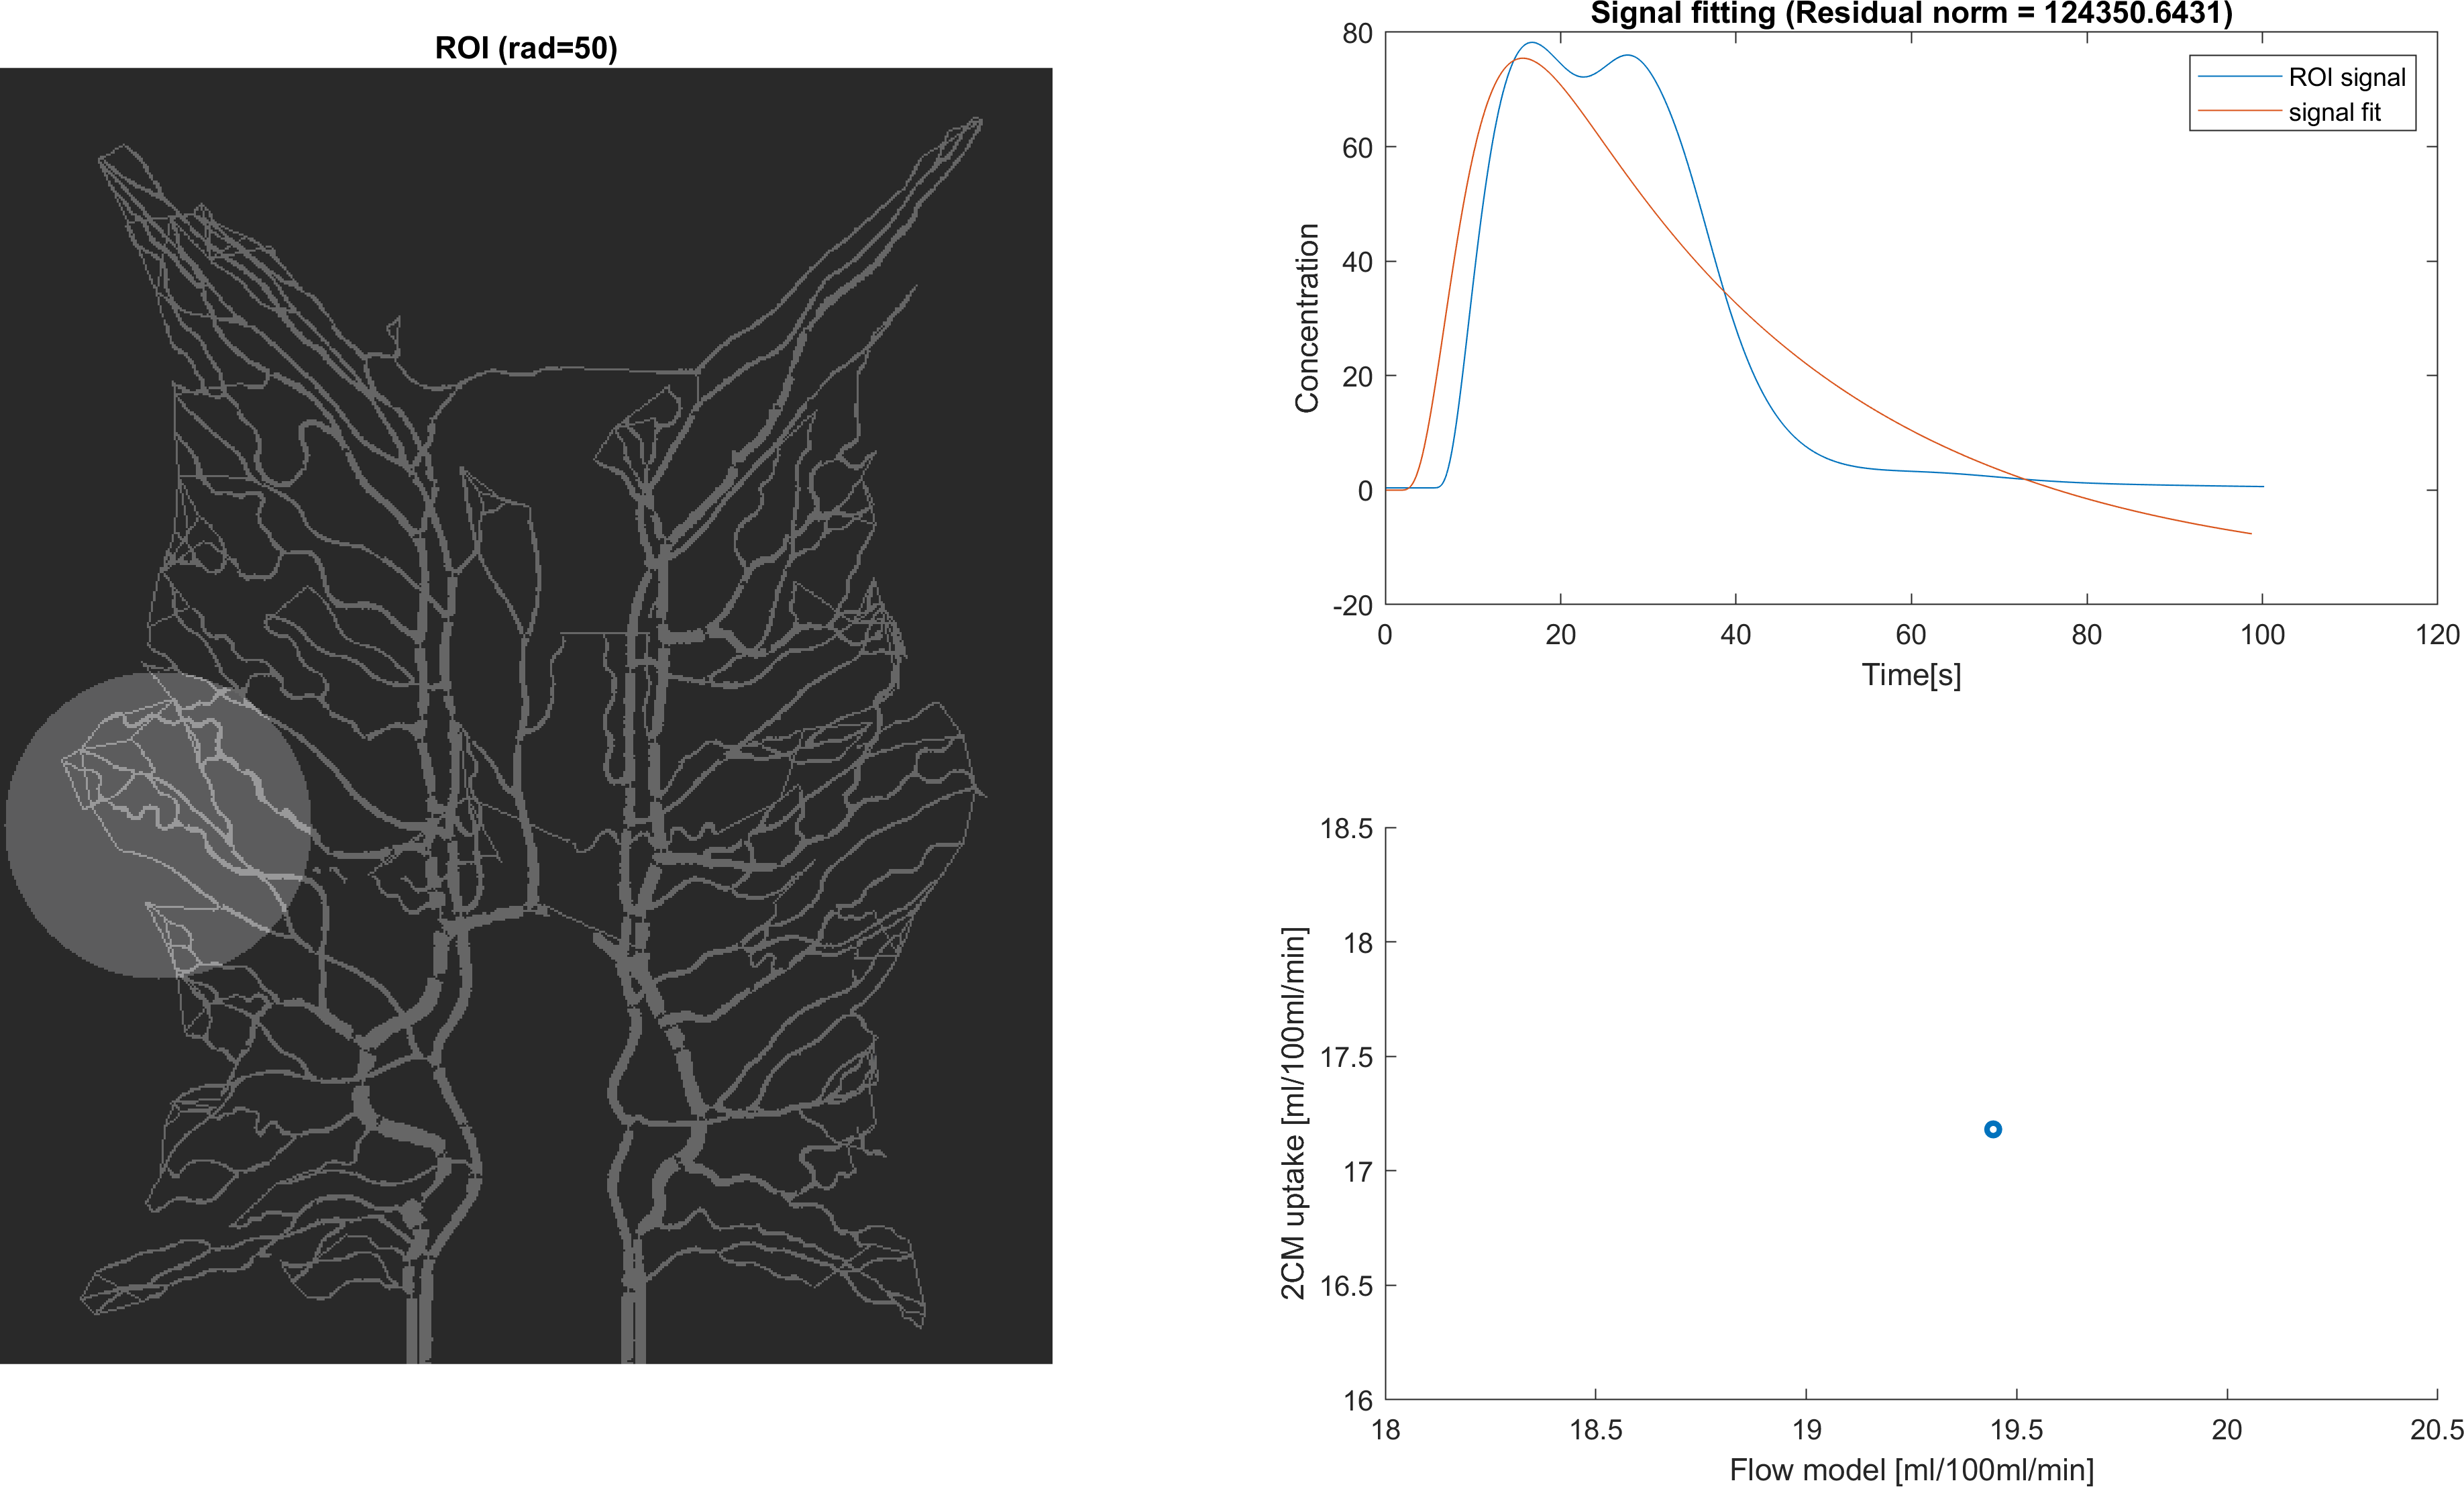 ROI (rad=50)
Signal fitting (Residual norm = 124350.6431)
80
60
40
20
0
-20
Concentration
ROI signal
signal fit
0 20 40 60 80 100 120
Time[s]
18.5
18
17.5
17
16.5
16
2CM uptake [ml/100ml/min]
18 18.5 19 19.5 20 20.5
Flow model [ml/100ml/min]